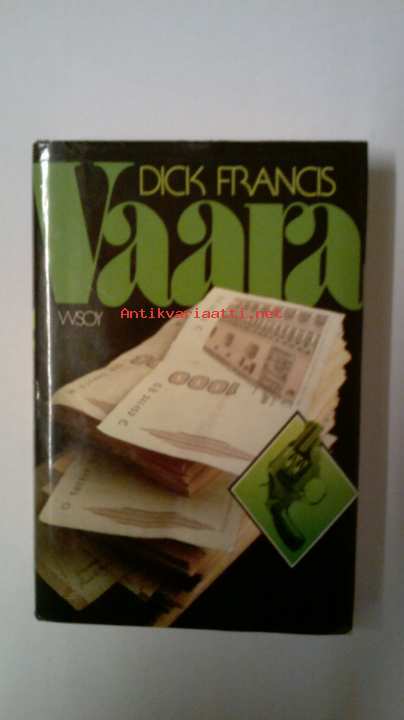 DICK FRANCIS
Vaara
WSOY
Antikvariaatti.net
1000